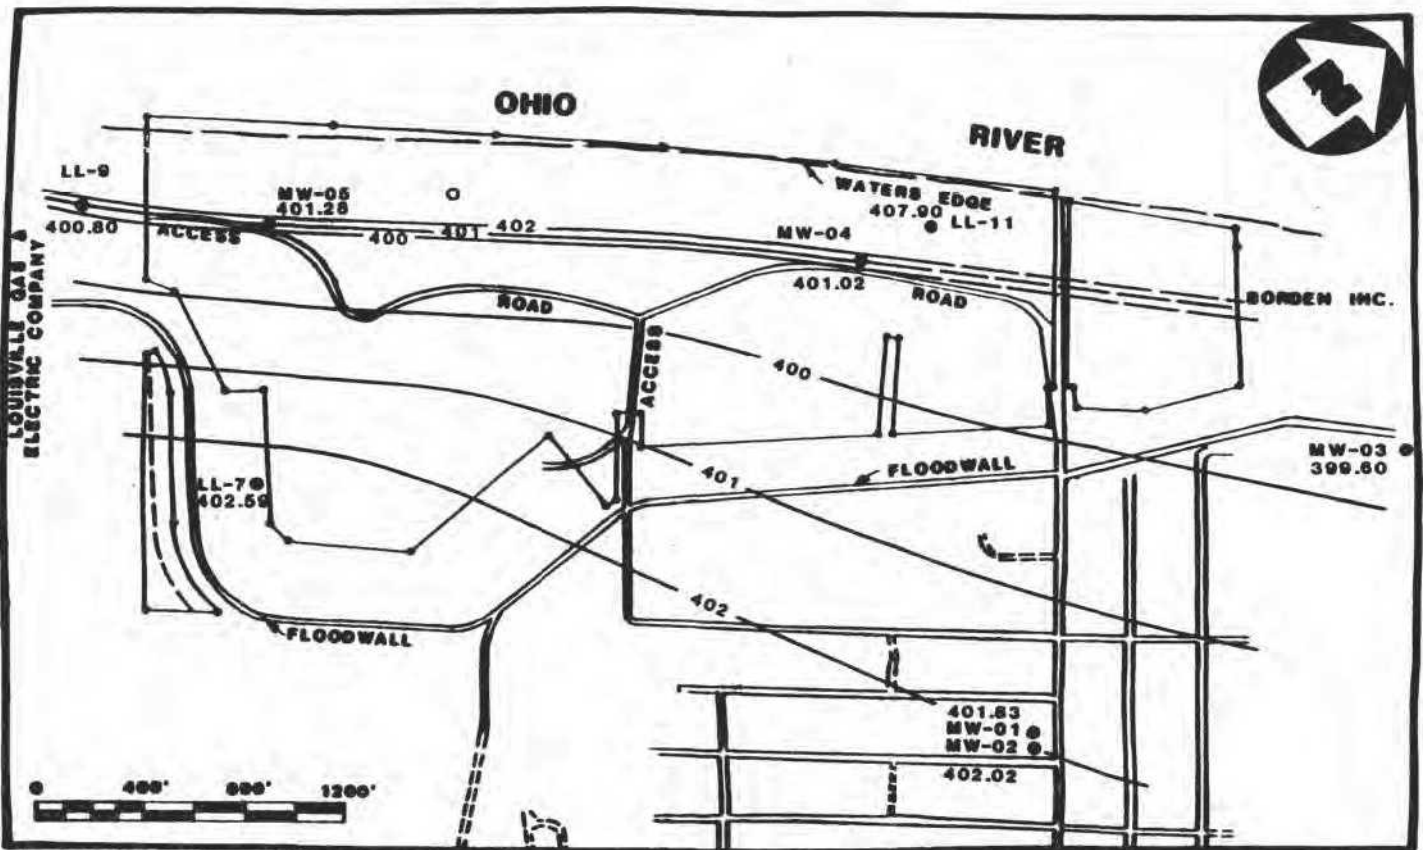 OHIO
RIVER
N
LL-9
400.80
MW-05
401.28
WATERS EDGE
407.90
LL-11
ACCESS
400
401
402
MW-04
401.02
ROAD
ROAD
BORDEN INC.
LOUISVILLE GAS &
ELECTRIC COMPANY
ACCESS
400
MW-03
399.60
LL-7
402.59
401
FLOODWALL
402
FLOODWALL
401.83
MW-01
MW-02
402.02
0 400' 800' 1200'